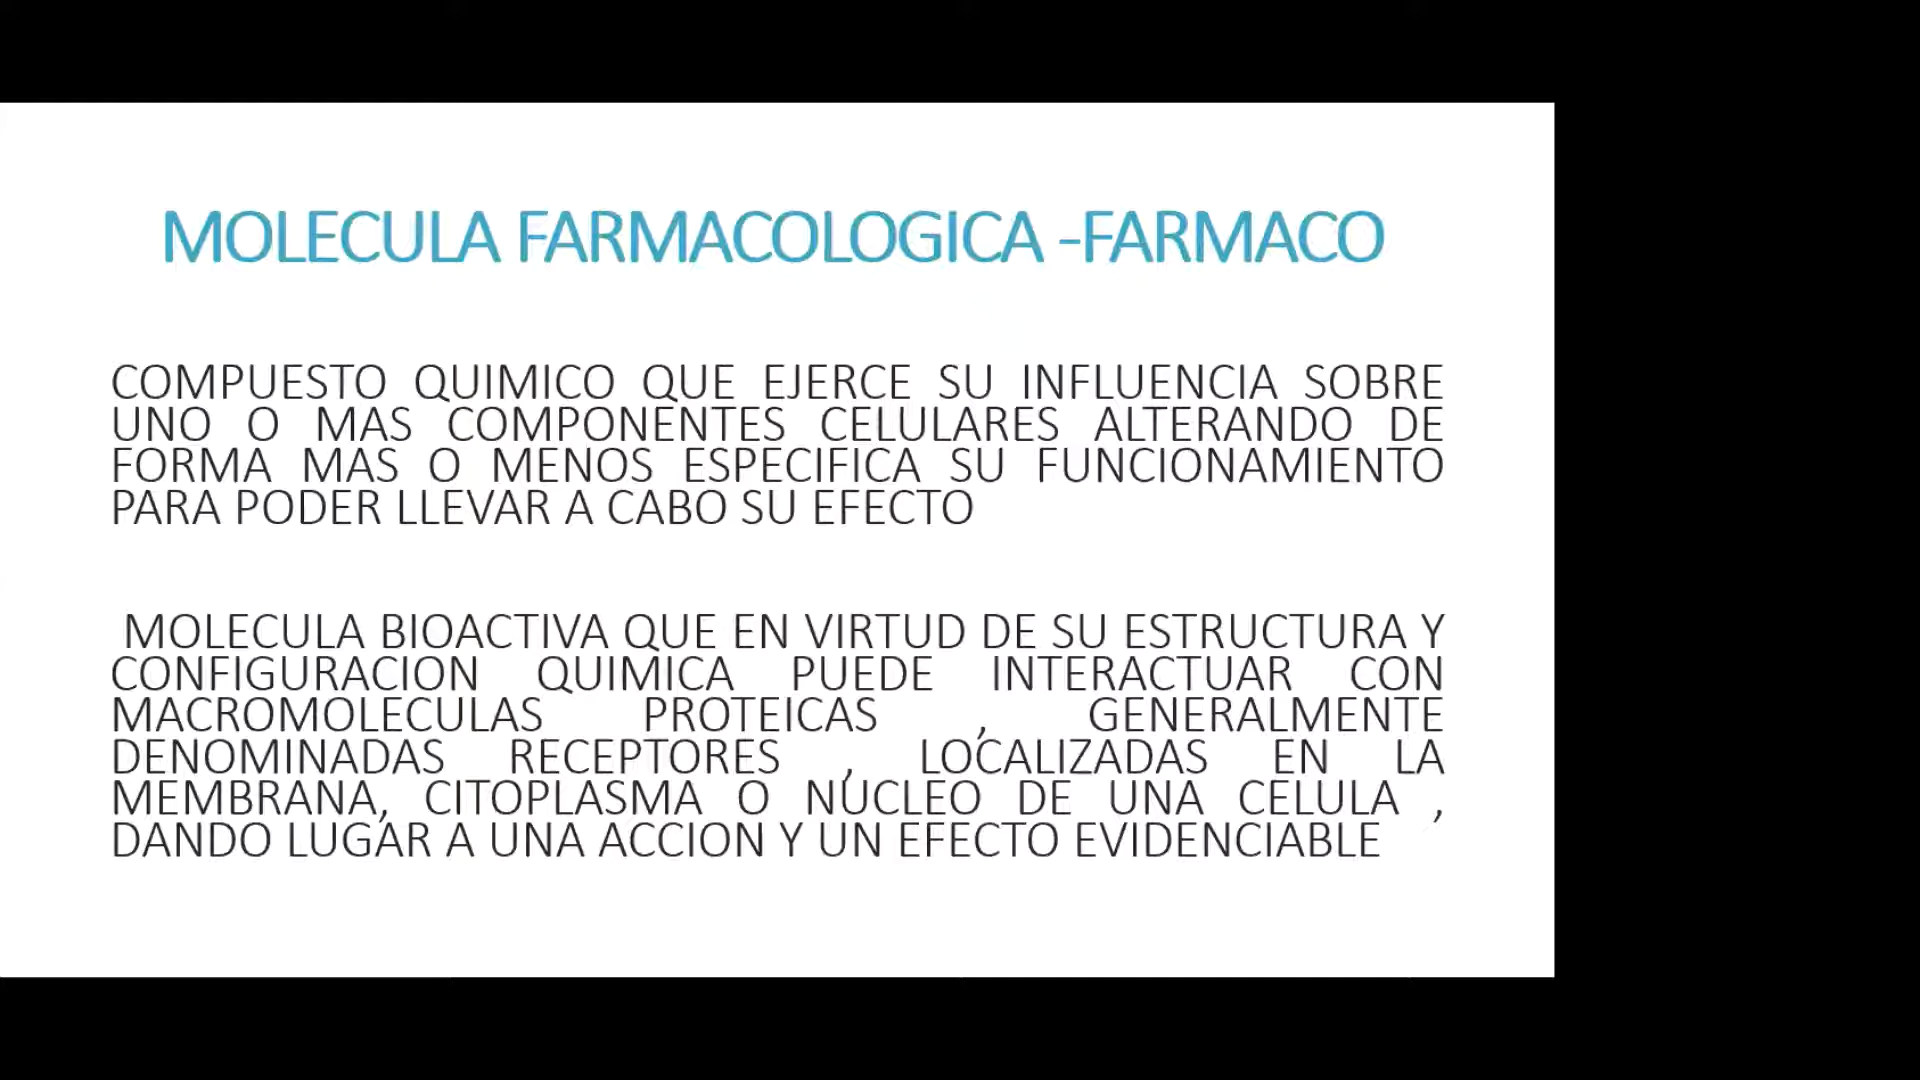 MOLECULA FARMACOLOGICA -FARMACO
COMPUESTO QUIMICO QUE EJERCE SU INFLUENCIA SOBRE
UNO O MAS COMPONENTES CELULARES ALTERANDO DE
FORMA MAS O MENOS ESPECIFICA SU FUNCIONAMIENTO
PARA PODER LLEVAR A CABO SU EFECTO
MOLECULA BIOACTIVA QUE EN VIRTUD DE SU ESTRUCTURA Y
CONFIGURACION QUIMICA PUEDE INTERACTUAR CON
MACROMOLECULAS PROTEICAS , GENERALMENTE
DENOMINADAS RECEPTORES , LOCALIZADAS EN LA
MEMBRANA, CITOPLASMA O NUCLEO DE UNA CELULA ,
DANDO LUGAR A UNA ACCION Y UN EFECTO EVIDENCIABLE